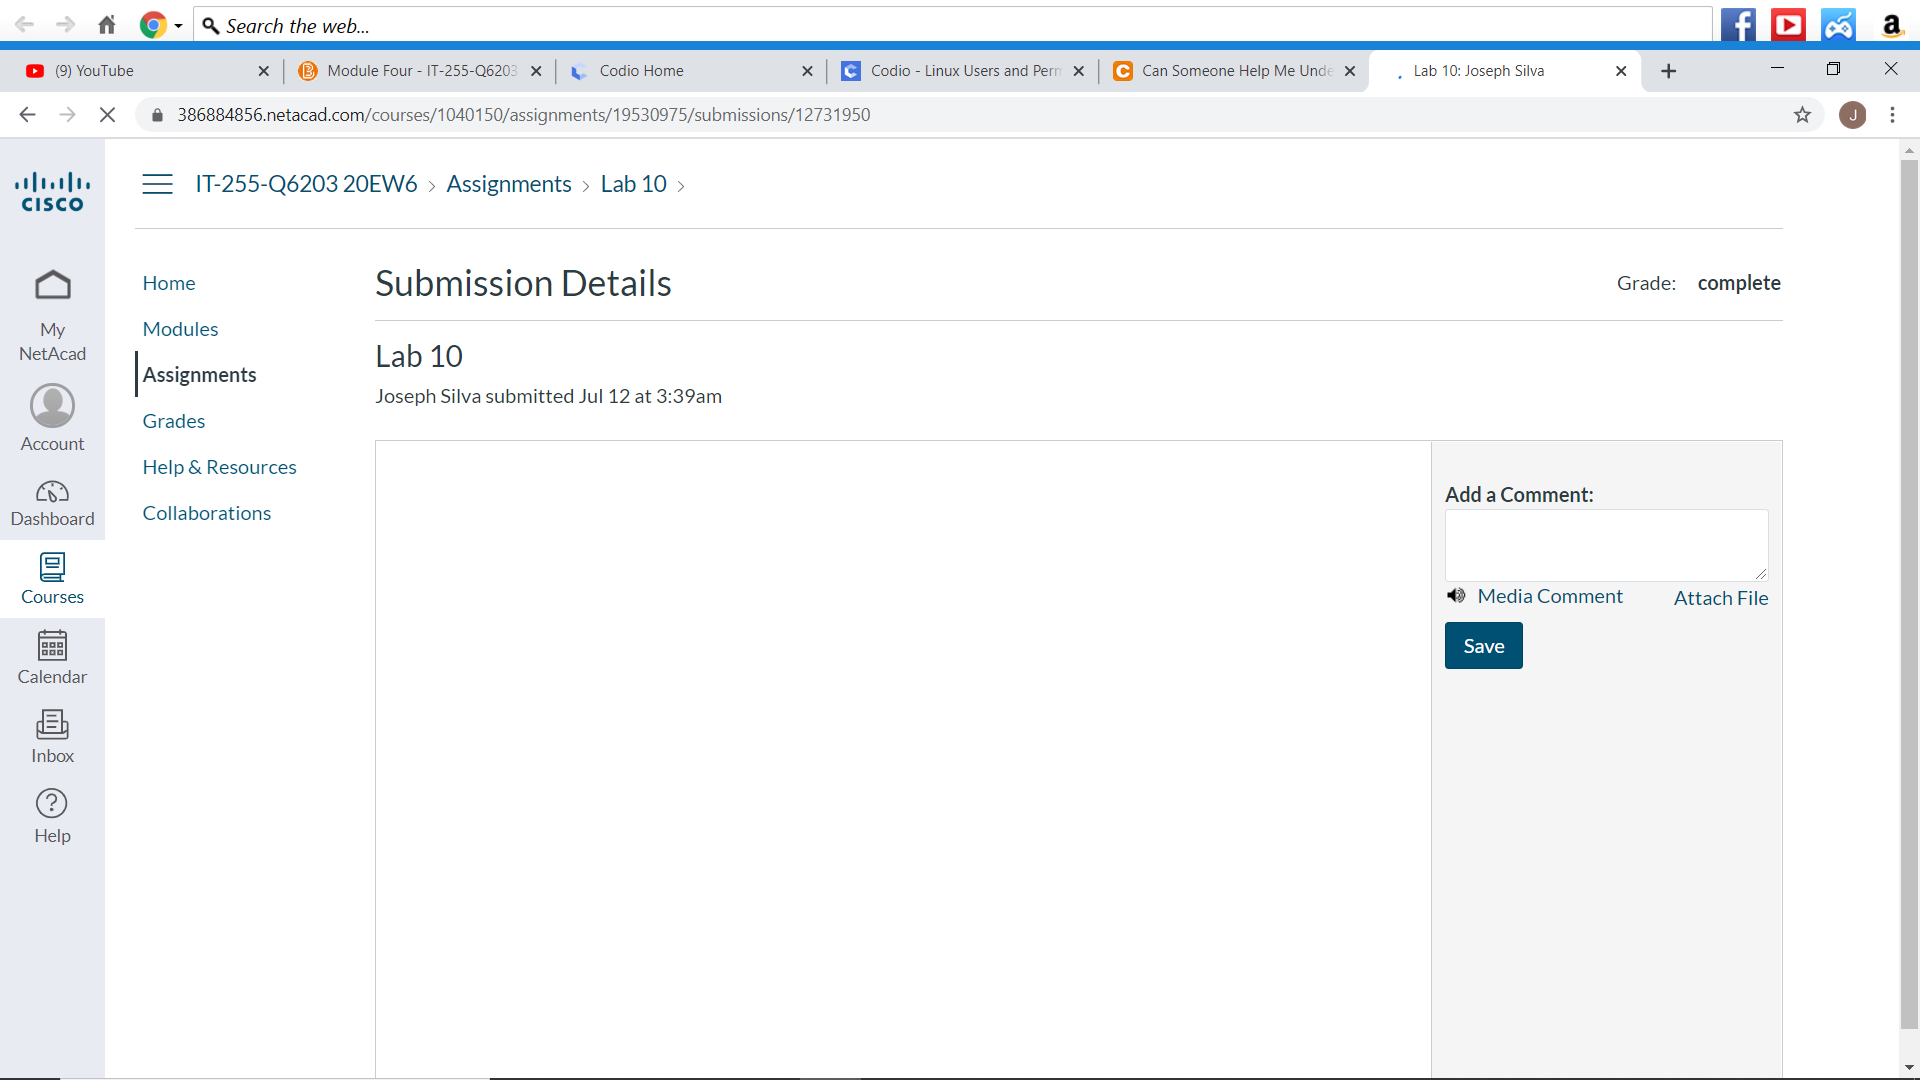 Search the web...
a
(9) YouTube
Module Four - IT-255-Q6203
Codio Home
Codio - Linux Users and Perm
Can Someone Help Me Unde
Lab 10: Joseph Silva
386884856.netacad.com/courses/1040150/assignments/19530975/submissions/12731950
J
CISCO
IT-255-Q6203 20EW6 > Assignments > Lab 10 >
My
NetAcad
Account
Dashboard
Courses
Calendar
Inbox
Help
Home
Modules
Assignments
Grades
Help & Resources
Collaborations
Submission Details
Grade: complete
Lab 10
Joseph Silva submitted Jul 12 at 3:39am
Add a Comment:
Media Comment
Attach File
Save